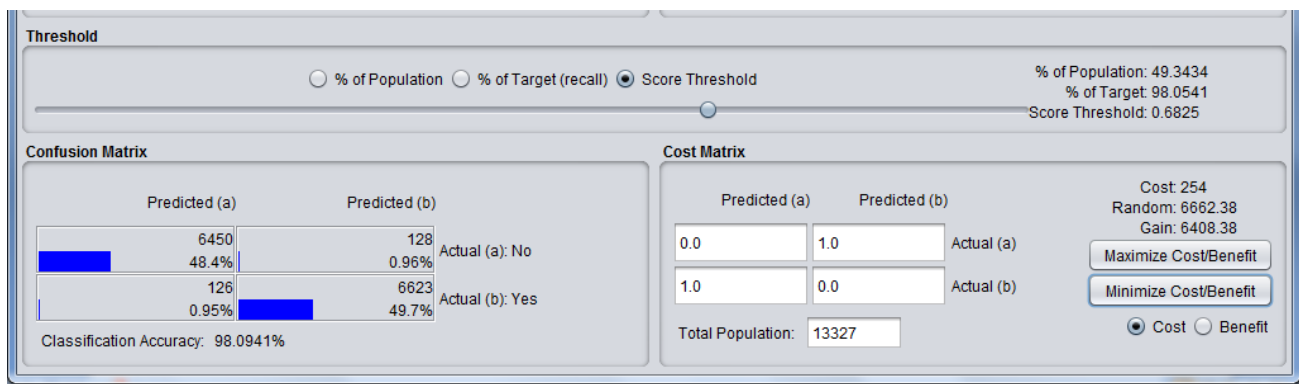 Threshold
% of Population % of Target (recall) Score Threshold
% of Population: 49.3434
% of Target: 98.0541
Score Threshold: 0.6825
Confusion Matrix
Predicted (a) Predicted (b)
6450 128 Actual (a): No
48.4% 0.96%
126 6623 Actual (b): Yes
0.95% 49.7%
Classification Accuracy: 98.0941%
Cost Matrix
Predicted (a) Predicted (b)
0.0 1.0 Actual (a)
1.0 0.0 Actual (b)
Total Population: 13327
Cost: 254
Random: 6662.38
Gain: 6408.38
Maximize Cost/Benefit
Minimize Cost/Benefit
Cost Benefit